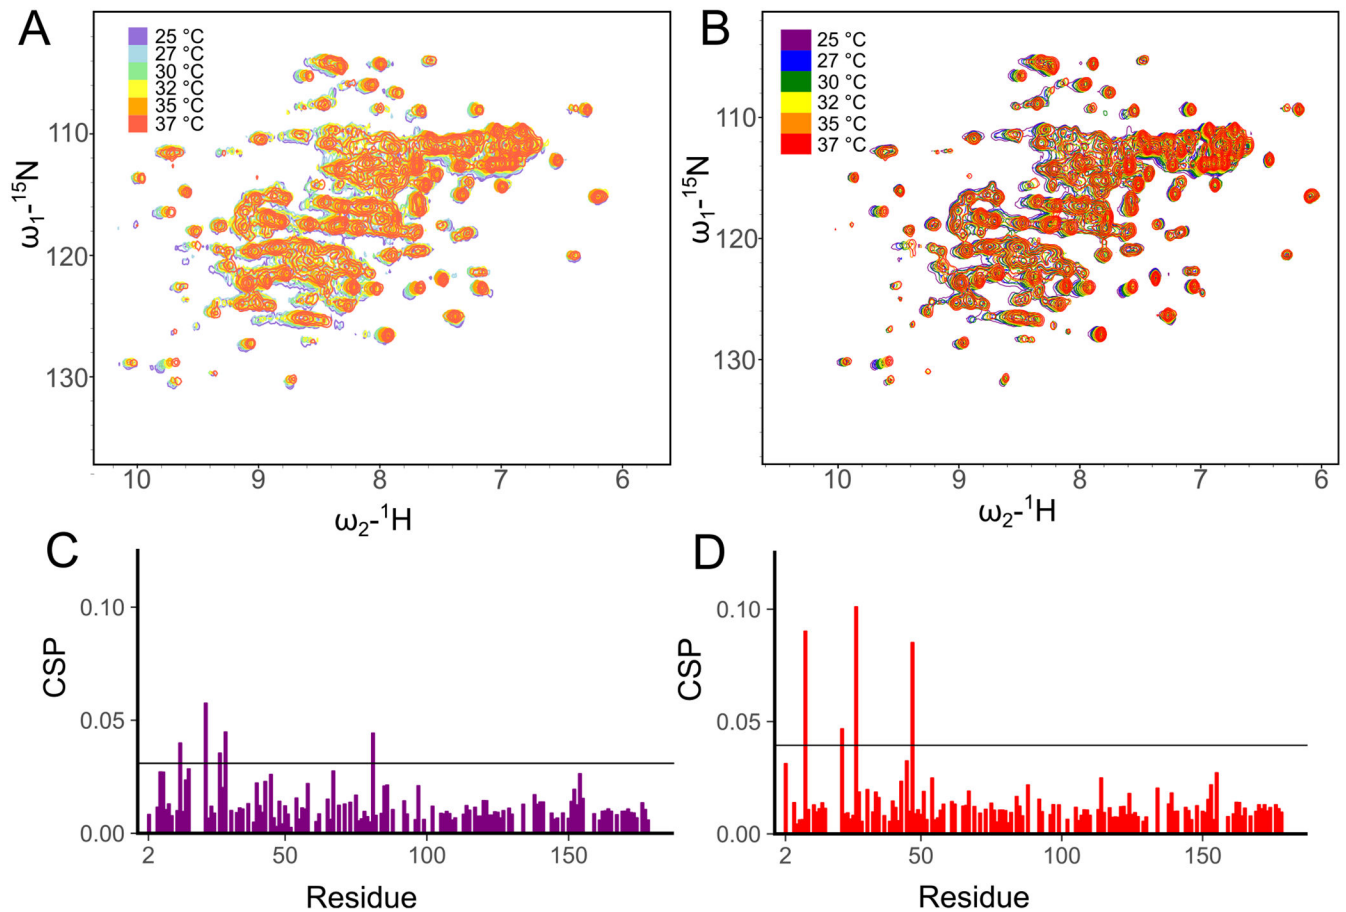 A
25 °C
27 °C
30 °C
32 °C
35 °C
37 °C
110
120
130
ω1-15N
10 9 8 7 6
ω2-1H
B
25 °C
27 °C
30 °C
32 °C
35 °C
37 °C
110
120
130
ω1-15N
10 9 8 7 6
ω2-1H
C
0.10
0.05
0.00
CSP
2 50 100 150
Residue
D
0.10
0.05
0.00
CSP
2 50 100 150
Residue